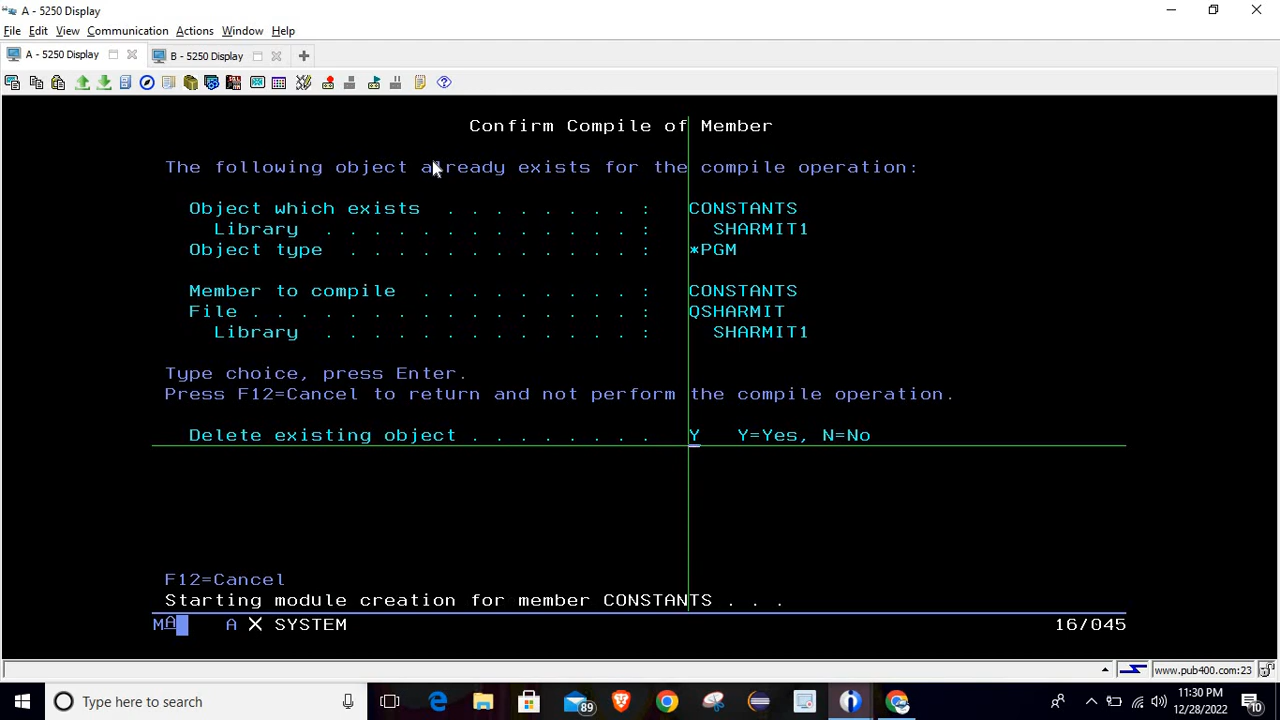 A - 5250 Display
File Edit View Communication Actions Window Help
A - 5250 Display B - 5250 Display
Confirm Compile of Member
The following object already exists for the compile operation:
Object which exists . . . . . . . . : CONSTANTS
Library . . . . . . . . . . . . . . : SHARMIT1
Object type . . . . . . . . . . . . : *PGM
Member to compile . . . . . . . . . : CONSTANTS
File . . . . . . . . . . . . . . . . : QSHARMIT
Library . . . . . . . . . . . . . . : SHARMIT1
Type choice, press Enter.
Press F12=Cancel to return and not perform the compile operation.
Delete existing object . . . . . . . . Y Y=Yes, N=No
F12=Cancel
Starting module creation for member CONSTANTS . . .
MA A X SYSTEM 16/045
www.pub400.com:23
Type here to search 89 11:30 PM
12/28/2022 10